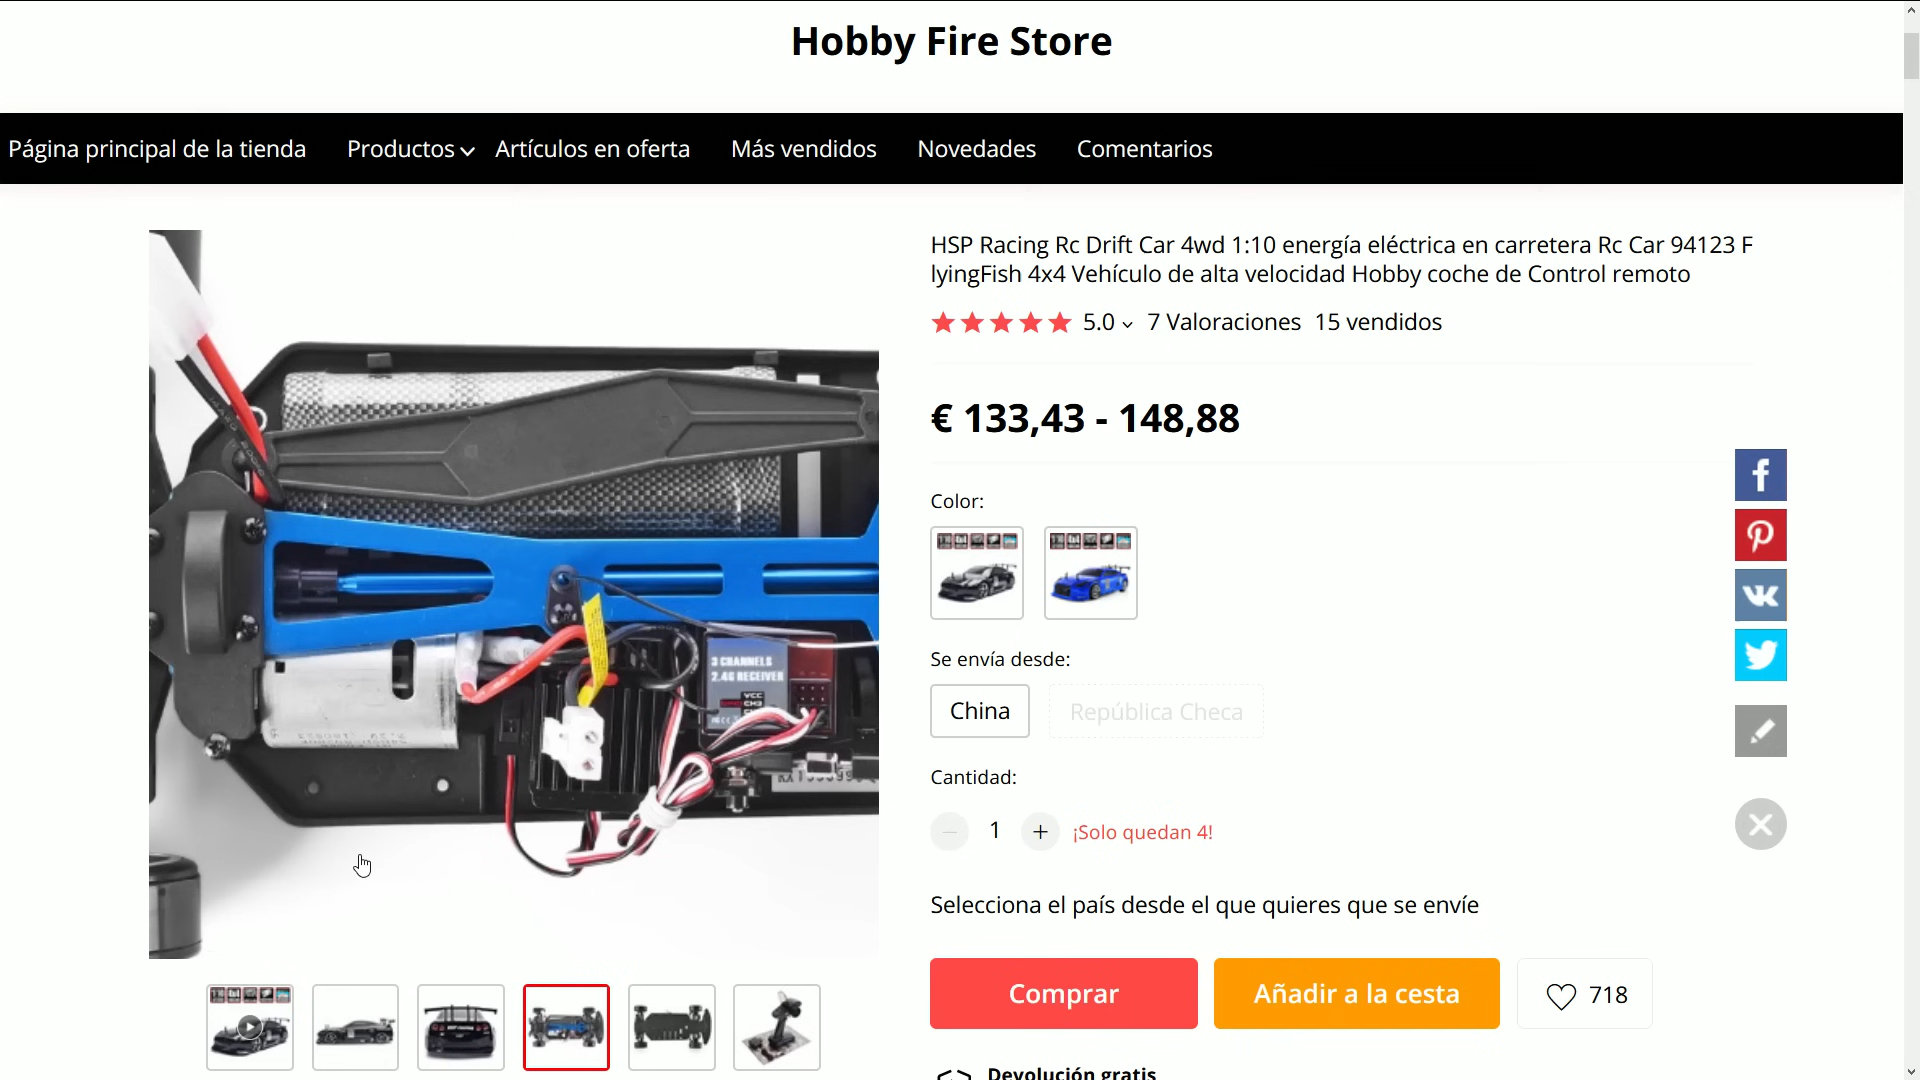 Hobby Fire Store
Página principal de la tienda Productos Artículos en oferta Más vendidos Novedades Comentarios
HSP Racing Rc Drift Car 4wd 1:10 energía eléctrica en carretera Rc Car 94123 F
lyingFish 4x4 Vehículo de alta velocidad Hobby coche de Control remoto
5.0 7 Valoraciones 15 vendidos
€ 133,43 - 148,88
Color:
Se envía desde:
China República Checa
Cantidad:
1 + ¡Solo quedan 4!
Selecciona el país desde el que quieres que se envíe
Comprar Añadir a la cesta 718
Devolución gratis
3 CHANNELS
2.4G RECEIVER
VCC
CH3